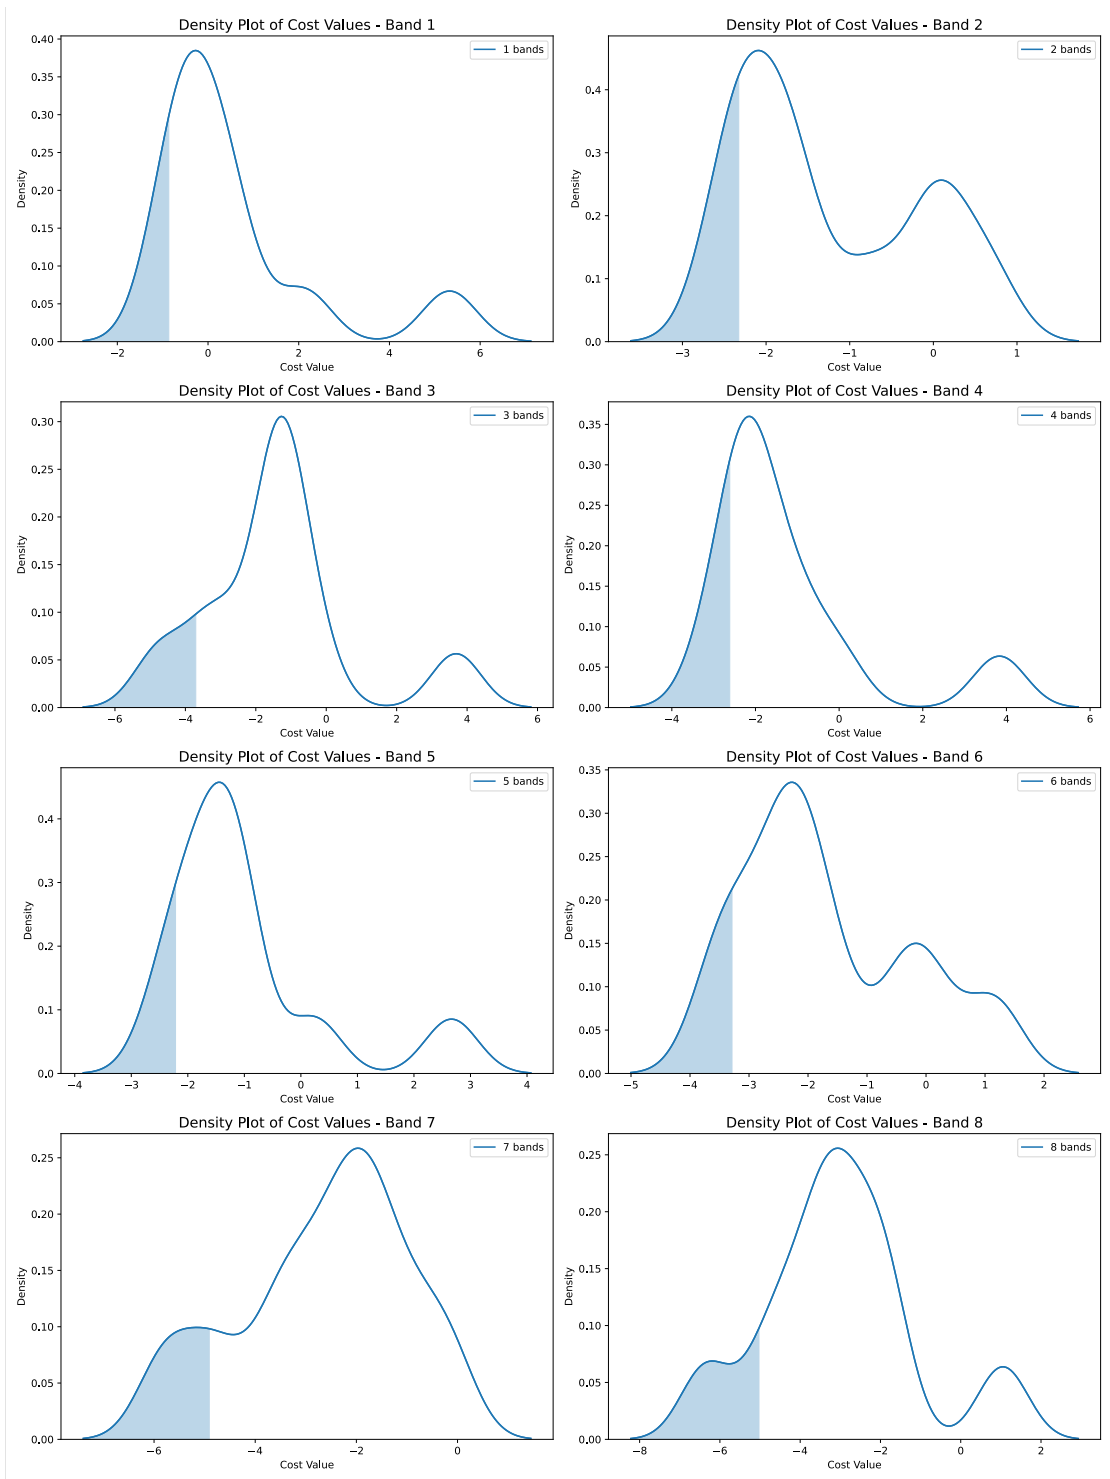 Density Plot of Cost Values - Band 1
1 bands
Density
0.40
0.35
0.30
0.25
0.20
0.15
0.10
0.05
0.00
−2 0 2 4 6
Cost Value
Density Plot of Cost Values - Band 2
2 bands
Density
0.4
0.3
0.2
0.1
0.0
−3 −2 −1 0 1
Cost Value
Density Plot of Cost Values - Band 3
3 bands
Density
0.30
0.25
0.20
0.15
0.10
0.05
0.00
−6 −4 −2 0 2 4 6
Cost Value
Density Plot of Cost Values - Band 4
4 bands
Density
0.35
0.30
0.25
0.20
0.15
0.10
0.05
0.00
−4 −2 0 2 4 6
Cost Value
Density Plot of Cost Values - Band 5
5 bands
Density
0.4
0.3
0.2
0.1
0.0
−4 −3 −2 −1 0 1 2 3 4
Cost Value
Density Plot of Cost Values - Band 6
6 bands
Density
0.35
0.30
0.25
0.20
0.15
0.10
0.05
0.00
−5 −4 −3 −2 −1 0 1 2
Cost Value
Density Plot of Cost Values - Band 7
7 bands
Density
0.25
0.20
0.15
0.10
0.05
0.00
−6 −4 −2 0
Cost Value
Density Plot of Cost Values - Band 8
8 bands
Density
0.25
0.20
0.15
0.10
0.05
0.00
−8 −6 −4 −2 0 2
Cost Value